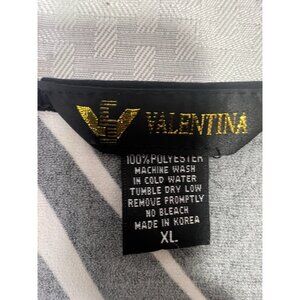 VALENTINA
100% POLYESTER
MACHINE WASH
IN COLD WATER
TUMBLE DRY LOW
REMOVE PROMPTLY
NO BLEACH
MADE IN KOREA
XL